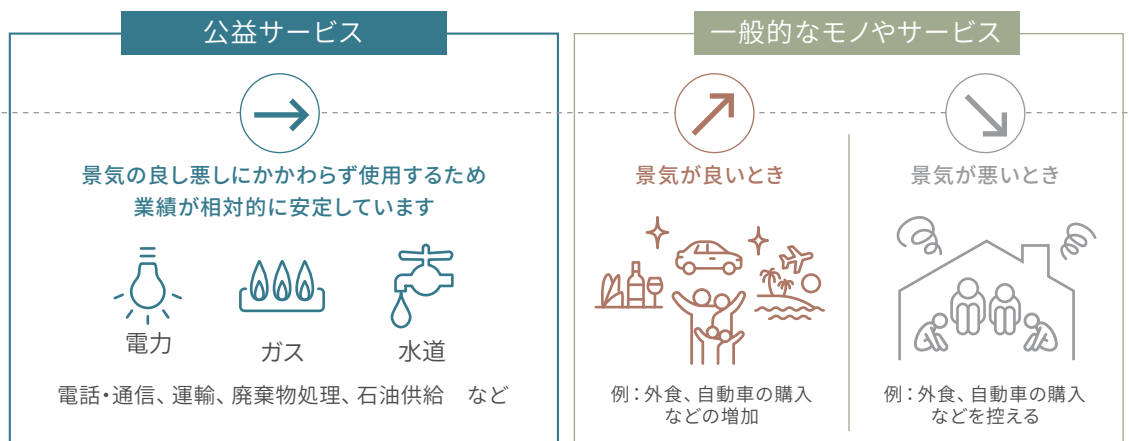 公益サービス
景気の良し悪しにかかわらず使用するため
業績が相対的に安定しています
電力
ガス
水道
電話・通信、運輸、廃棄物処理、石油供給　など
一般的なモノやサービス
景気が良いとき
例：外食、自動車の購入
などの増加
景気が悪いとき
例：外食、自動車の購入
などを控える